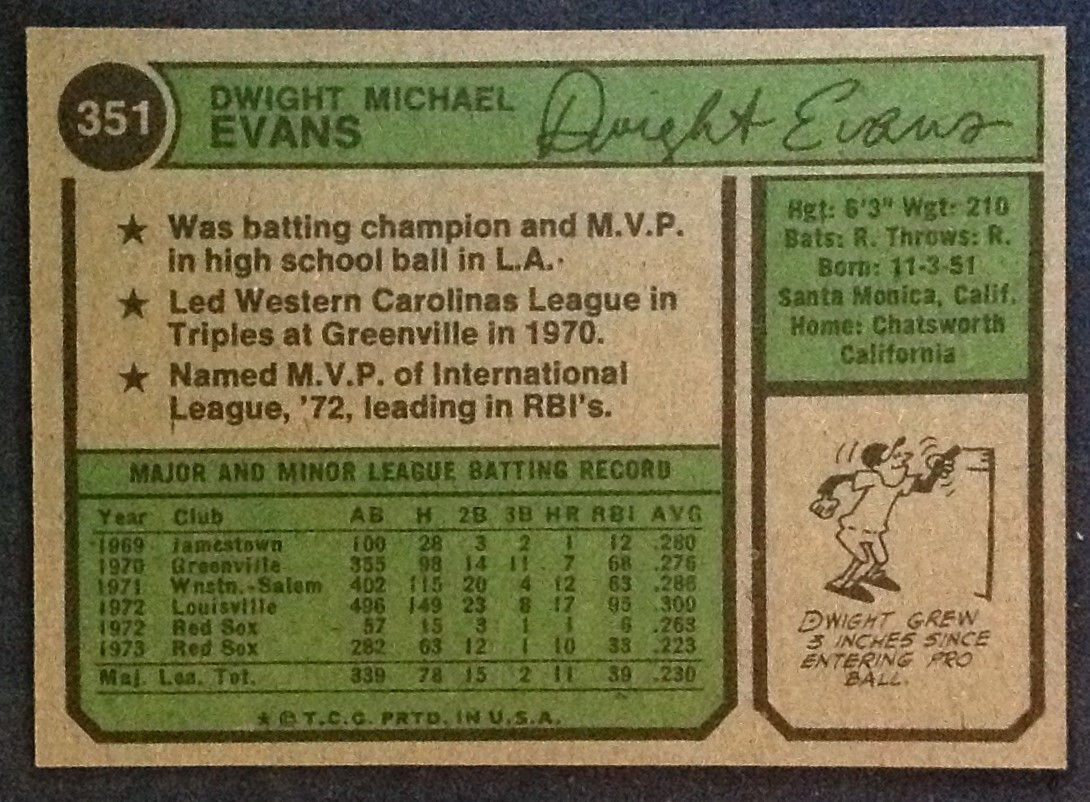 351
DWIGHT MICHAEL
EVANS
Dwight Evans
★ Was batting champion and M.V.P.
in high school ball in L.A.
★ Led Western Carolinas League in
Triples at Greenville in 1970.
★ Named M.V.P. of International
League, '72, leading in RBI's.
Hgt: 6'3" Wgt: 210
Bats: R. Throws: R.
Born: 11-3-51
Santa Monica, Calif.
Home: Chatsworth
California
MAJOR AND MINOR LEAGUE BATTING RECORD
Year Club AB H 2B 3B HR RBI AVG
1969 Jamestown 100 28 3 2 1 12 .280
1970 Greenville 355 98 14 11 7 68 .276
1971 Wnstn.-Salem 402 115 20 4 12 63 .286
1972 Louisville 496 149 23 8 17 95 .300
1972 Red Sox 57 15 3 1 1 6 .263
1973 Red Sox 282 63 12 1 10 33 .223
Maj. Lea. Tot. 339 78 15 2 11 39 .230
★ © T.C.G. PRTD. IN U.S.A.
DWIGHT GREW
3 INCHES SINCE
ENTERING PRO
BALL.